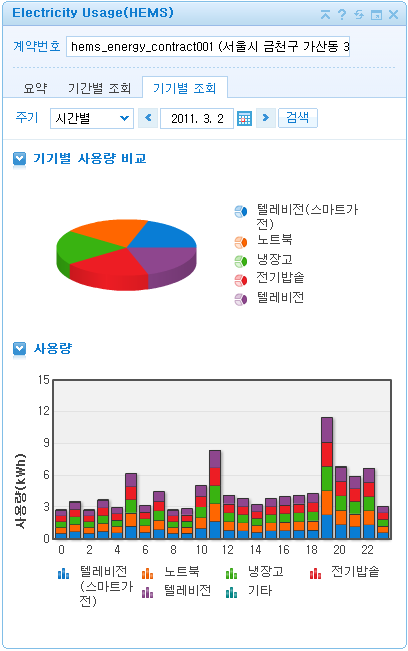 Electricity Usage(HEMS)
계약번호 hems_energy_contract001 (서울시 금천구 가산동 3
요약 기간별 조회 기기별 조회
주기 시간별 2011. 3. 2 검색
기기별 사용량 비교
텔레비전(스마트가
전)
노트북
냉장고
전기밥솥
텔레비전
사용량
15
12
9
6
3
0
사용량(kWh)
0 2 4 6 8 10 12 14 16 18 20 22
텔레비전 노트북 냉장고 전기밥솥
(스마트가 텔레비전 기타
전)